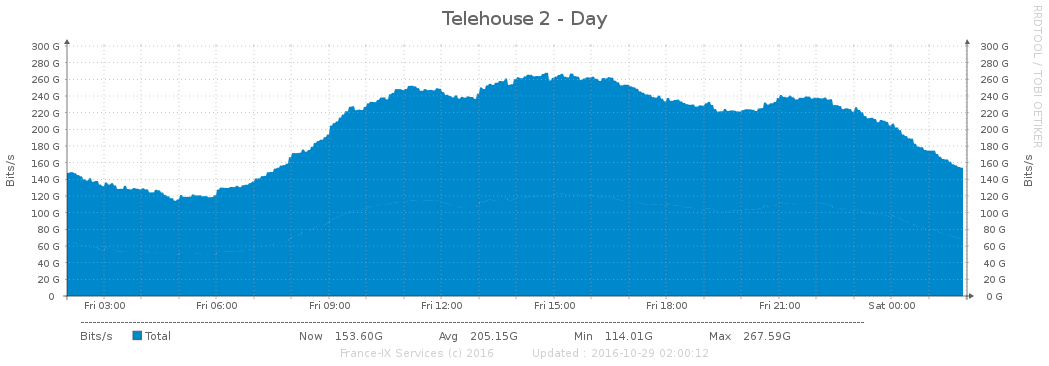 Telehouse 2 - Day
RRDTOOL / TOBI OETIKER
Bits/s
300 G 300 G
280 G 280 G
260 G 260 G
240 G 240 G
220 G 220 G
200 G 200 G
180 G 180 G
160 G 160 G
140 G 140 G
120 G 120 G
100 G 100 G
80 G 80 G
60 G 60 G
40 G 40 G
20 G 20 G
0 0 G
Bits/s
Fri 03:00 Fri 06:00 Fri 09:00 Fri 12:00 Fri 15:00 Fri 18:00 Fri 21:00 Sat 00:00
Bits/s Total Now 153.60G Avg 205.15G Min 114.01G Max 267.59G
France-IX Services (c) 2016 Updated : 2016-10-29 02:00:12